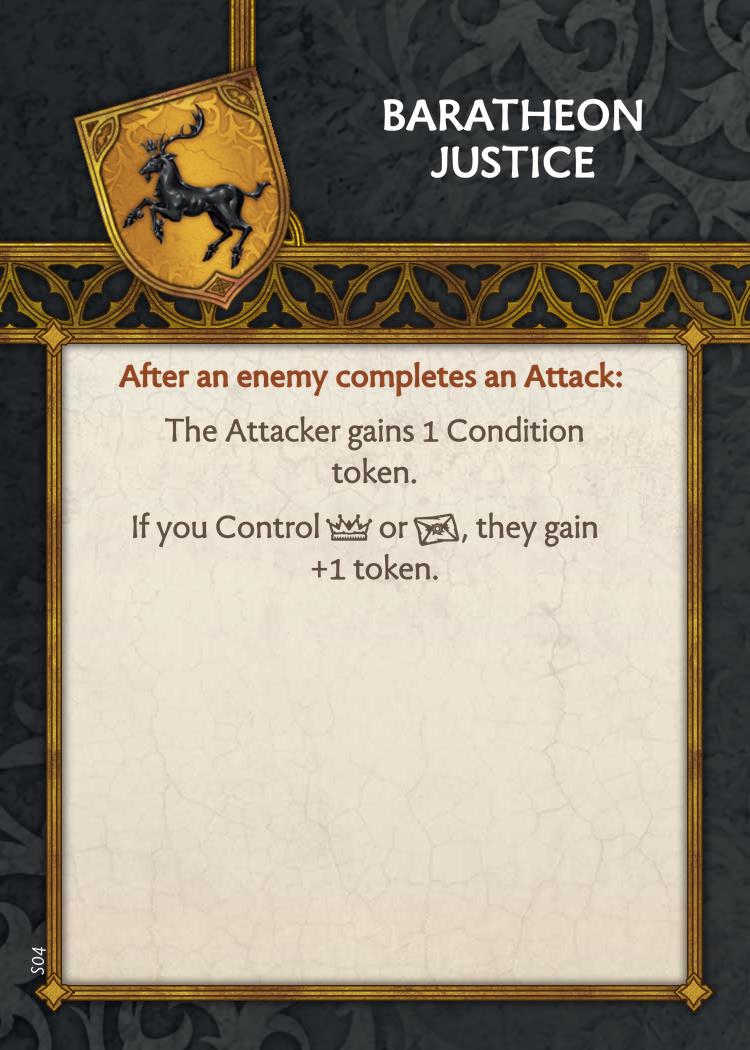 BARATHEON
JUSTICE
After an enemy completes an Attack:
The Attacker gains 1 Condition
token.
If you Control or , they gain
+1 token.
S04